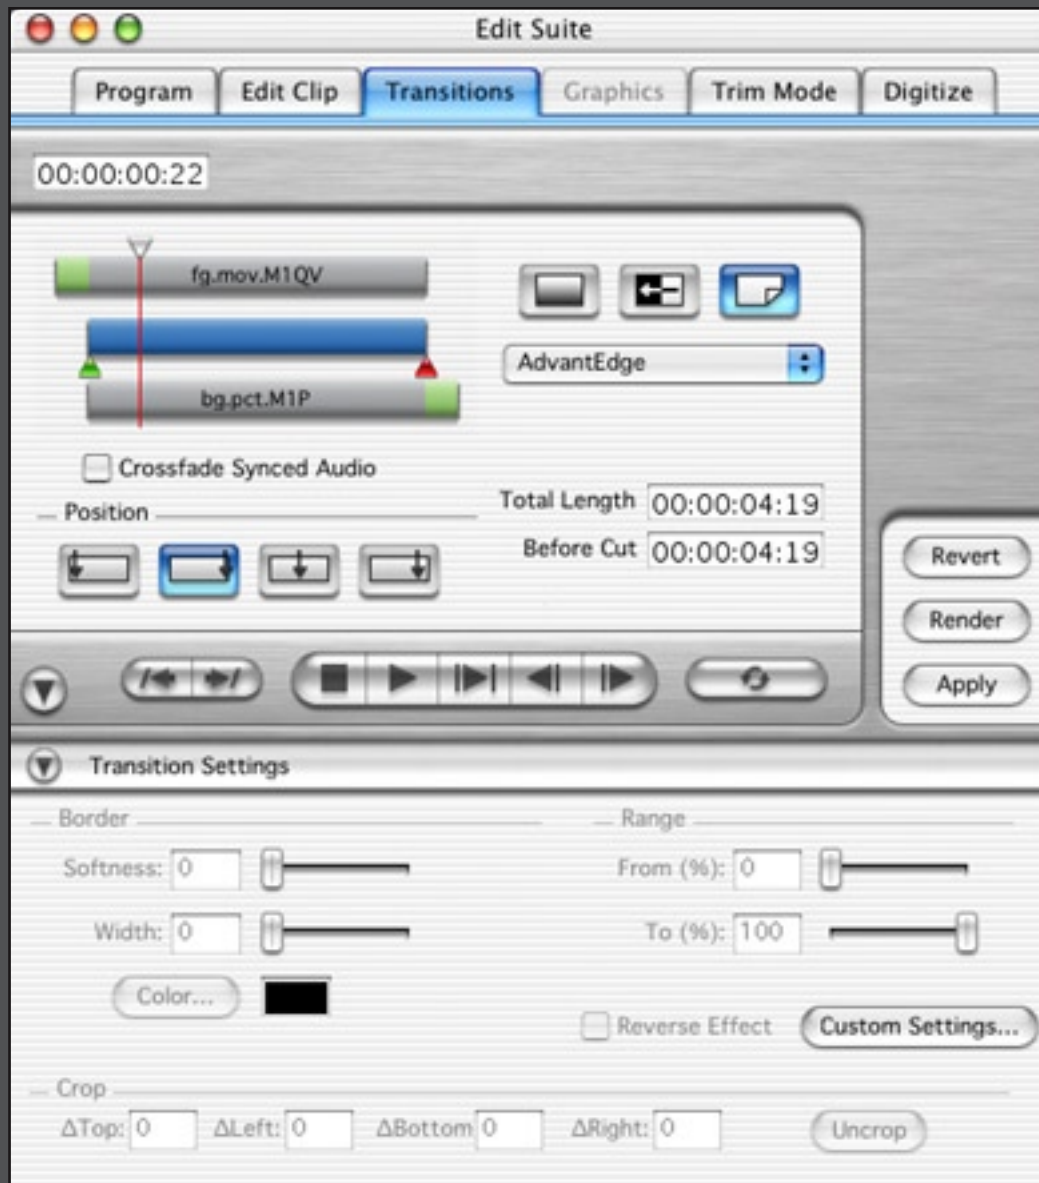 Edit Suite
Program Edit Clip Transitions Graphics Trim Mode Digitize
00:00:00:22
fg.mov.M1QV
AdvantEdge
bg.pct.M1P
Crossfade Synced Audio
Total Length 00:00:04:19
Position
Before Cut 00:00:04:19
Revert
Render
Apply
Transition Settings
Border
Range
Softness: 0
From (%): 0
Width: 0
To (%): 100
Color...
Reverse Effect Custom Settings...
Crop
ΔTop: 0 ΔLeft: 0 ΔBottom 0 ΔRight: 0 Uncrop